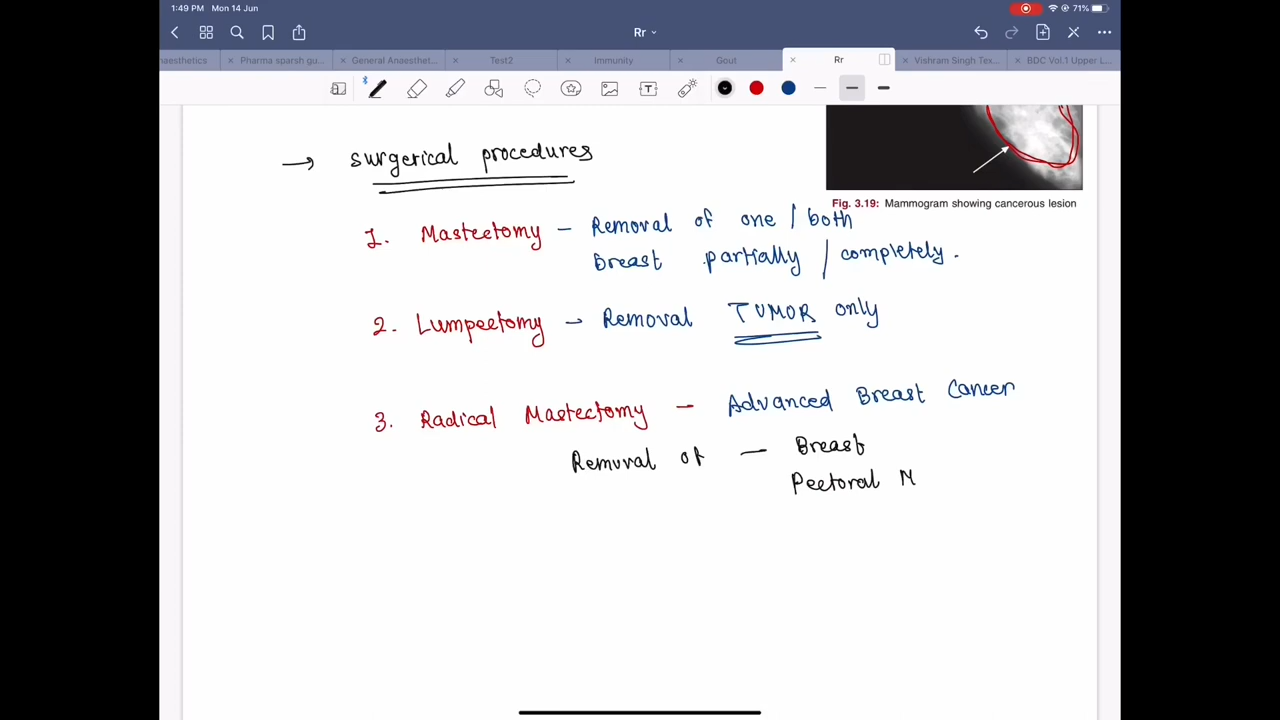 1:49 PM Mon 14 Jun
71%
Rr
naesthetics
Pharma sparsh gu...
General Anaesthet...
Test2
Immunity
Gout
Rr
Vishram Singh Tex...
BDC Vol.1 Upper L...
→ surgerical procedures
Fig. 3.19: Mammogram showing cancerous lesion
1. Mastectomy – Removal of one / both
Breast partially / completely.
2. Lumpectomy → Removal TUMOR only
3. Radical Mastectomy – Advanced Breast Cancer
Removal of — Breast
Pectoral M